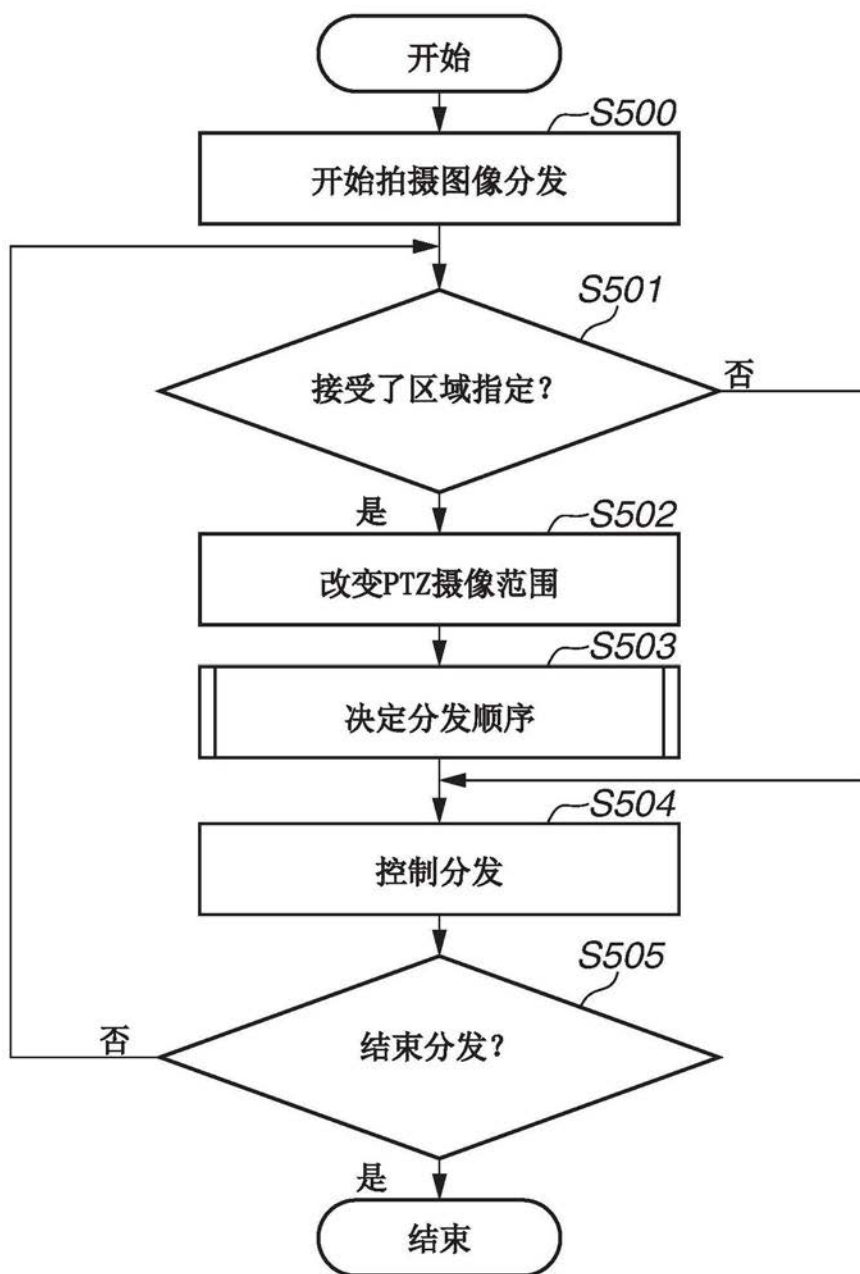 开始
S500
开始拍摄图像分发
S501
接受了区域指定?
否
是
S502
改变PTZ摄像范围
S503
决定分发顺序
S504
控制分发
S505
结束分发?
否
是
结束